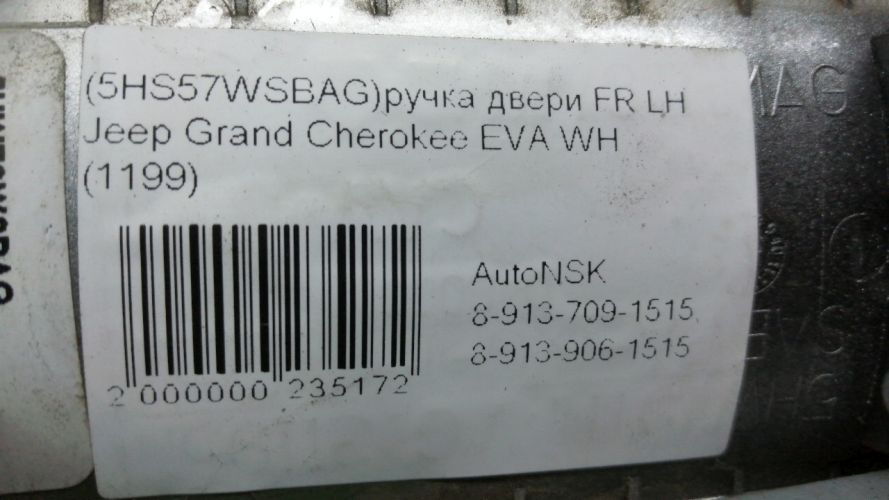 (5HS57WSBAG)ручка двери FR LH
Jeep Grand Cherokee EVA WH
(1199)
AutoNSK
8-913-709-1515,
8-913-906-1515
2 000000 235172